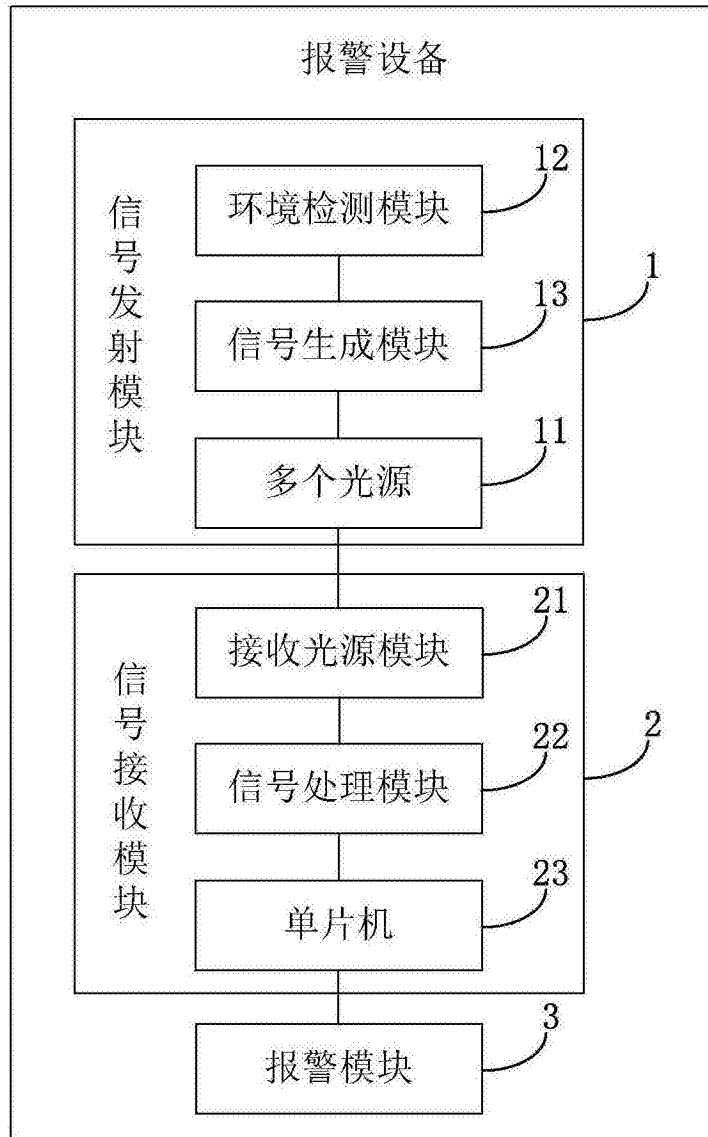 报警设备
信号发射模块
环境检测模块
12
信号生成模块
13
1
多个光源
11
信号接收模块
接收光源模块
21
信号处理模块
22
2
单片机
23
报警模块
3